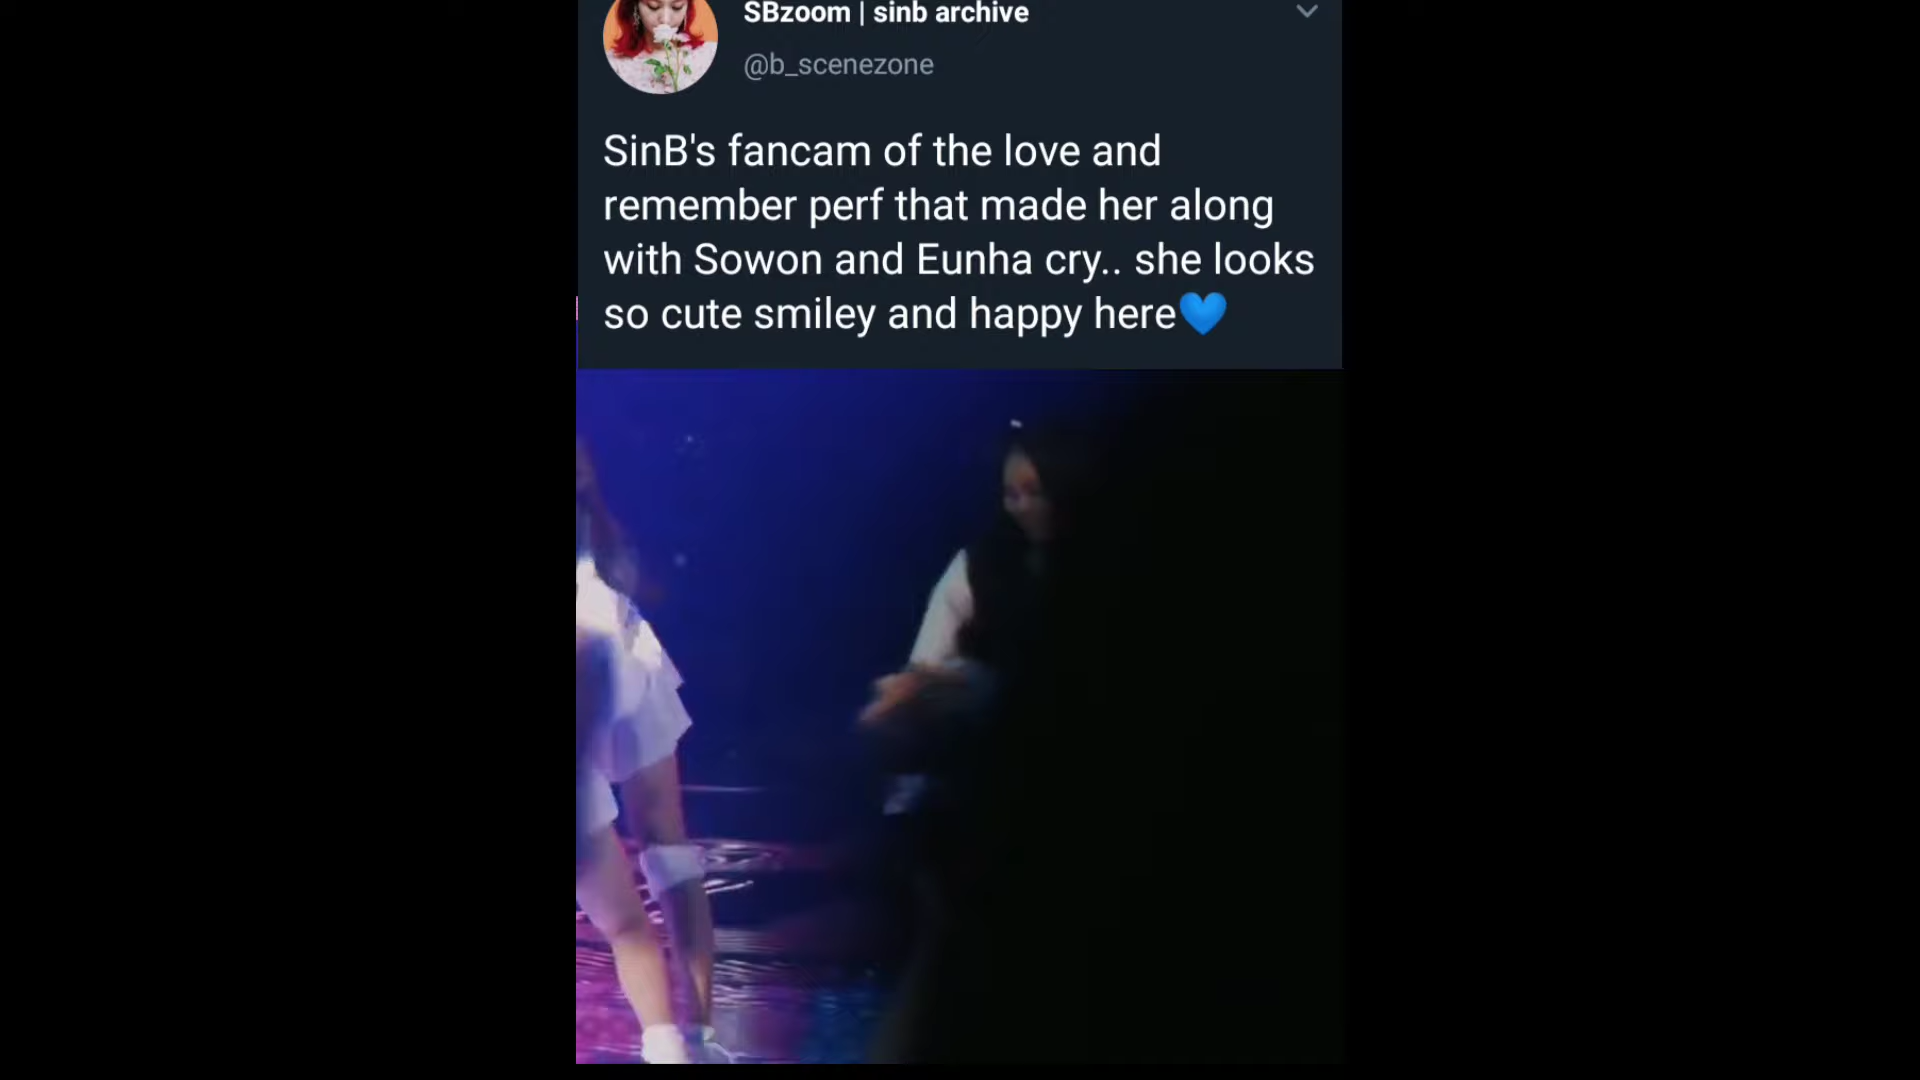 SBzoom | sinb archive
@b_scenezone
SinB's fancam of the love and
remember perf that made her along
with Sowon and Eunha cry.. she looks
so cute smiley and happy here💙